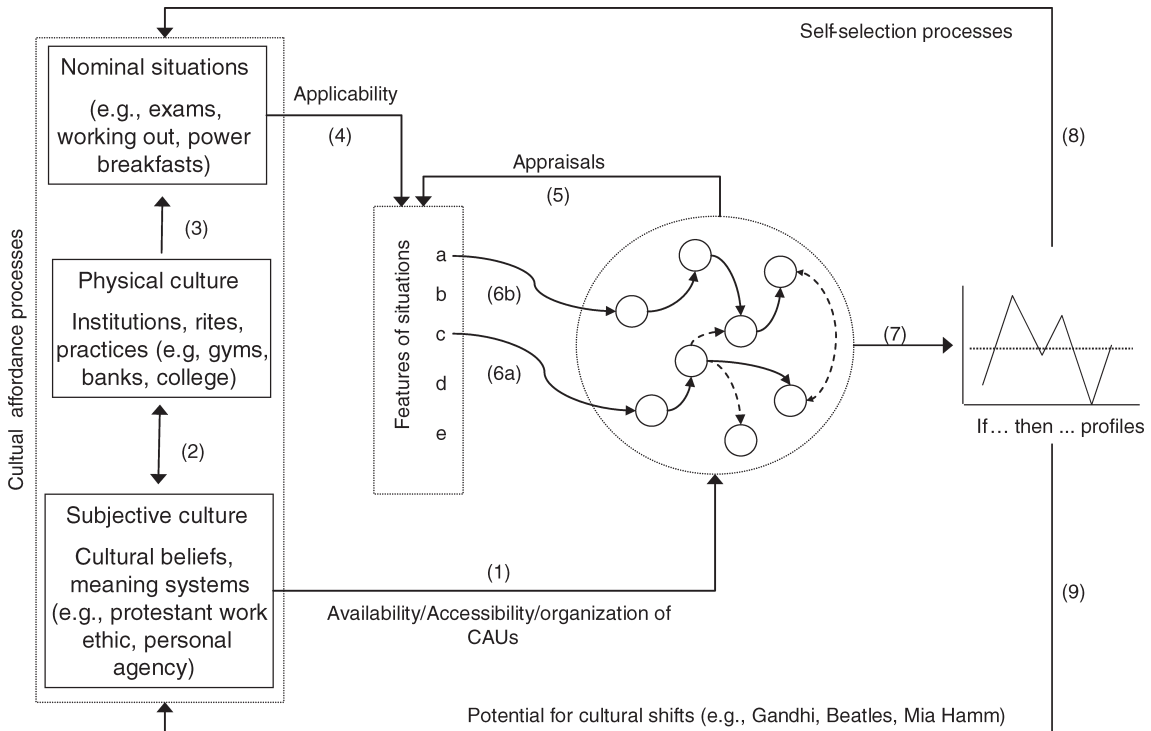 Self-selection processes
Nominal situations
(e.g., exams,
working out, power
breakfasts)
Applicability
(4)
(8)
Appraisals
(5)
(3)
Physical culture
Institutions, rites,
practices (e.g, gyms,
banks, college)
Cultual affordance processes
Features of situations
a
b
c
d
e
(6b)
(6a)
(7)
If... then ... profiles
(2)
Subjective culture
Cultural beliefs,
meaning systems
(e.g., protestant work
ethic, personal
agency)
(1)
Availability/Accessibility/organization of
CAUs
(9)
Potential for cultural shifts (e.g., Gandhi, Beatles, Mia Hamm)